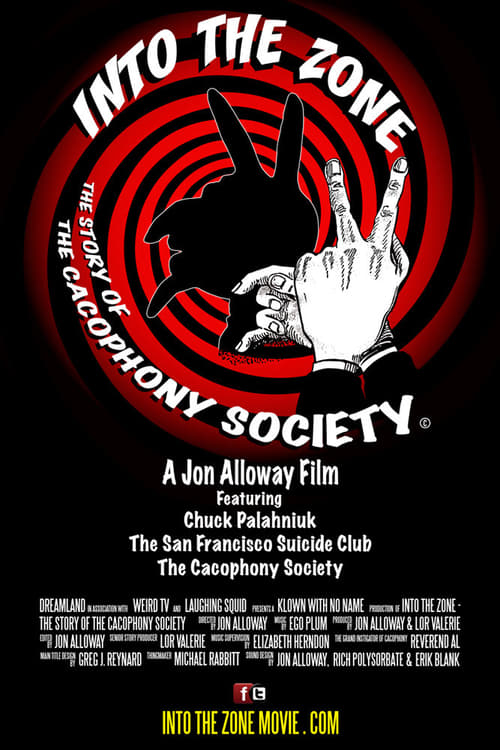 INTO THE ZONE
THE STORY OF
THE CACOPHONY SOCIETY
©
A Jon Alloway Film
Featuring
Chuck Palahniuk
The San Francisco Suicide Club
The Cacophony Society
DREAMLAND IN ASSOCIATION WITH WEIRD TV AND LAUGHING SQUID PRESENTS A KLOWN WITH NO NAME PRODUCTION OF INTO THE ZONE -
THE STORY OF THE CACOPHONY SOCIETY DIRECTED BY JON ALLOWAY MUSIC BY EGO PLUM PRODUCED BY JON ALLOWAY & LOR VALERIE
EDITED BY JON ALLOWAY SENIOR STORY PRODUCER LOR VALERIE MUSIC SUPERVISION BY ELIZABETH HERNDON THE GRAND INSTIGATOR OF CACOPHONY REVEREND AL
MAIN TITLE DESIGN BY GREG J. REYNARD THINGMAKER MICHAEL RABBITT SOUND DESIGN BY JON ALLOWAY, RICH POLYSORBATE & ERIK BLANK
f t
INTO THE ZONE MOVIE . COM